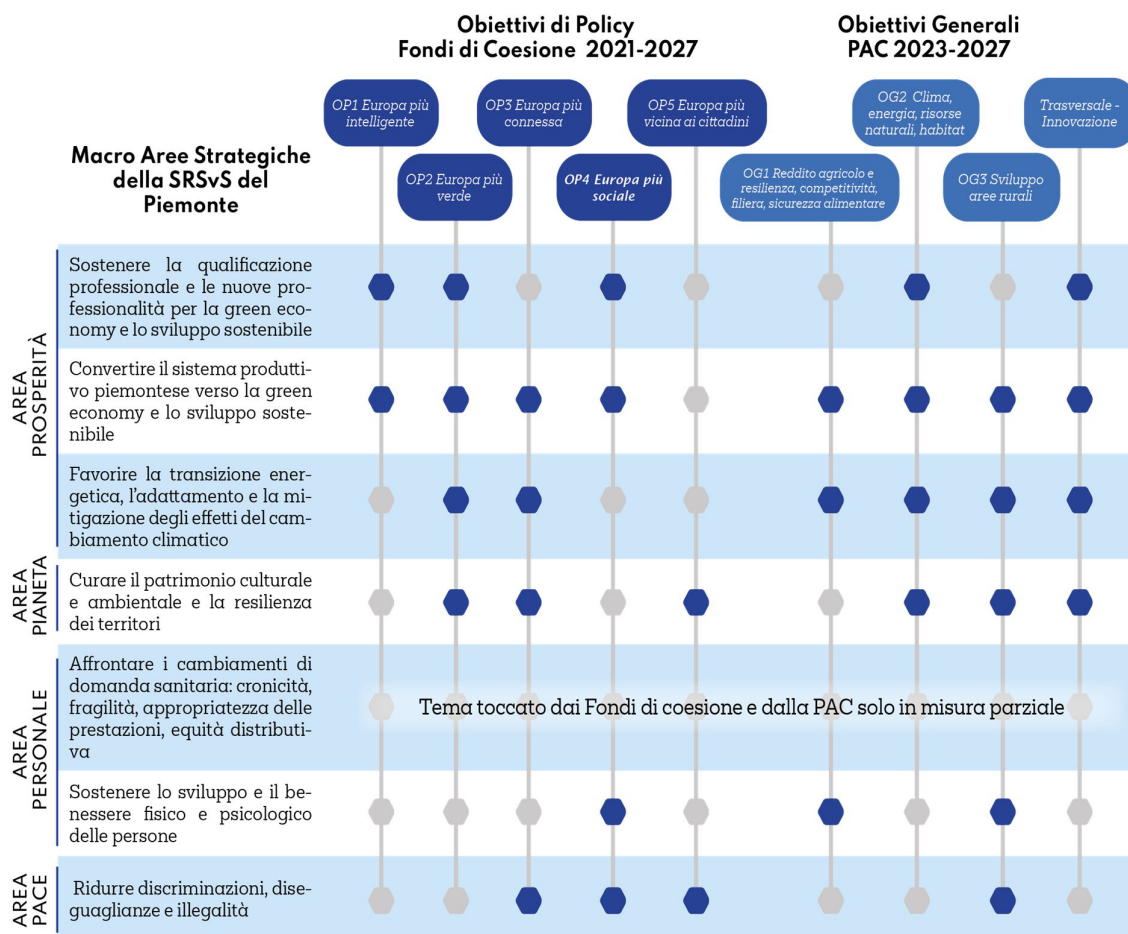 Obiettivi di Policy
Fondi di Coesione 2021-2027
Obiettivi Generali
PAC 2023-2027
OP1 Europa più
intelligente
OP3 Europa più
connessa
OP5 Europa più
vicina ai cittadini
OG2 Clima,
energia, risorse
naturali, habitat
Trasversale -
Innovazione
Macro Aree Strategiche
della SRSvS del
Piemonte
OP2 Europa più
verde
OP4 Europa più
sociale
OG1 Reddito agricolo e
resilienza, competitività,
filiera, sicurezza alimentare
OG3 Sviluppo
aree rurali
AREA
PROSPERITÀ
Sostenere la qualificazione
professionale e le nuove pro-
fessionalità per la green eco-
nomy e lo sviluppo sostenibile
Convertire il sistema produtti-
vo piemontese verso la green
economy e lo sviluppo soste-
nibile
Favorire la transizione ener-
getica, l'adattamento e la mi-
tigazione degli effetti del cam-
biamento climatico
AREA
PIANETA
Curare il patrimonio culturale
e ambientale e la resilienza
dei territori
AREA
PERSONALE
Affrontare i cambiamenti di
domanda sanitaria: cronicità,
fragilità, appropriatezza delle
prestazioni, equità distributi-
va
Tema toccato dai Fondi di coesione e dalla PAC solo in misura parziale
Sostenere lo sviluppo e il be-
nessere fisico e psicologico
delle persone
AREA
PACE
Ridurre discriminazioni, dise-
guaglianze e illegalità